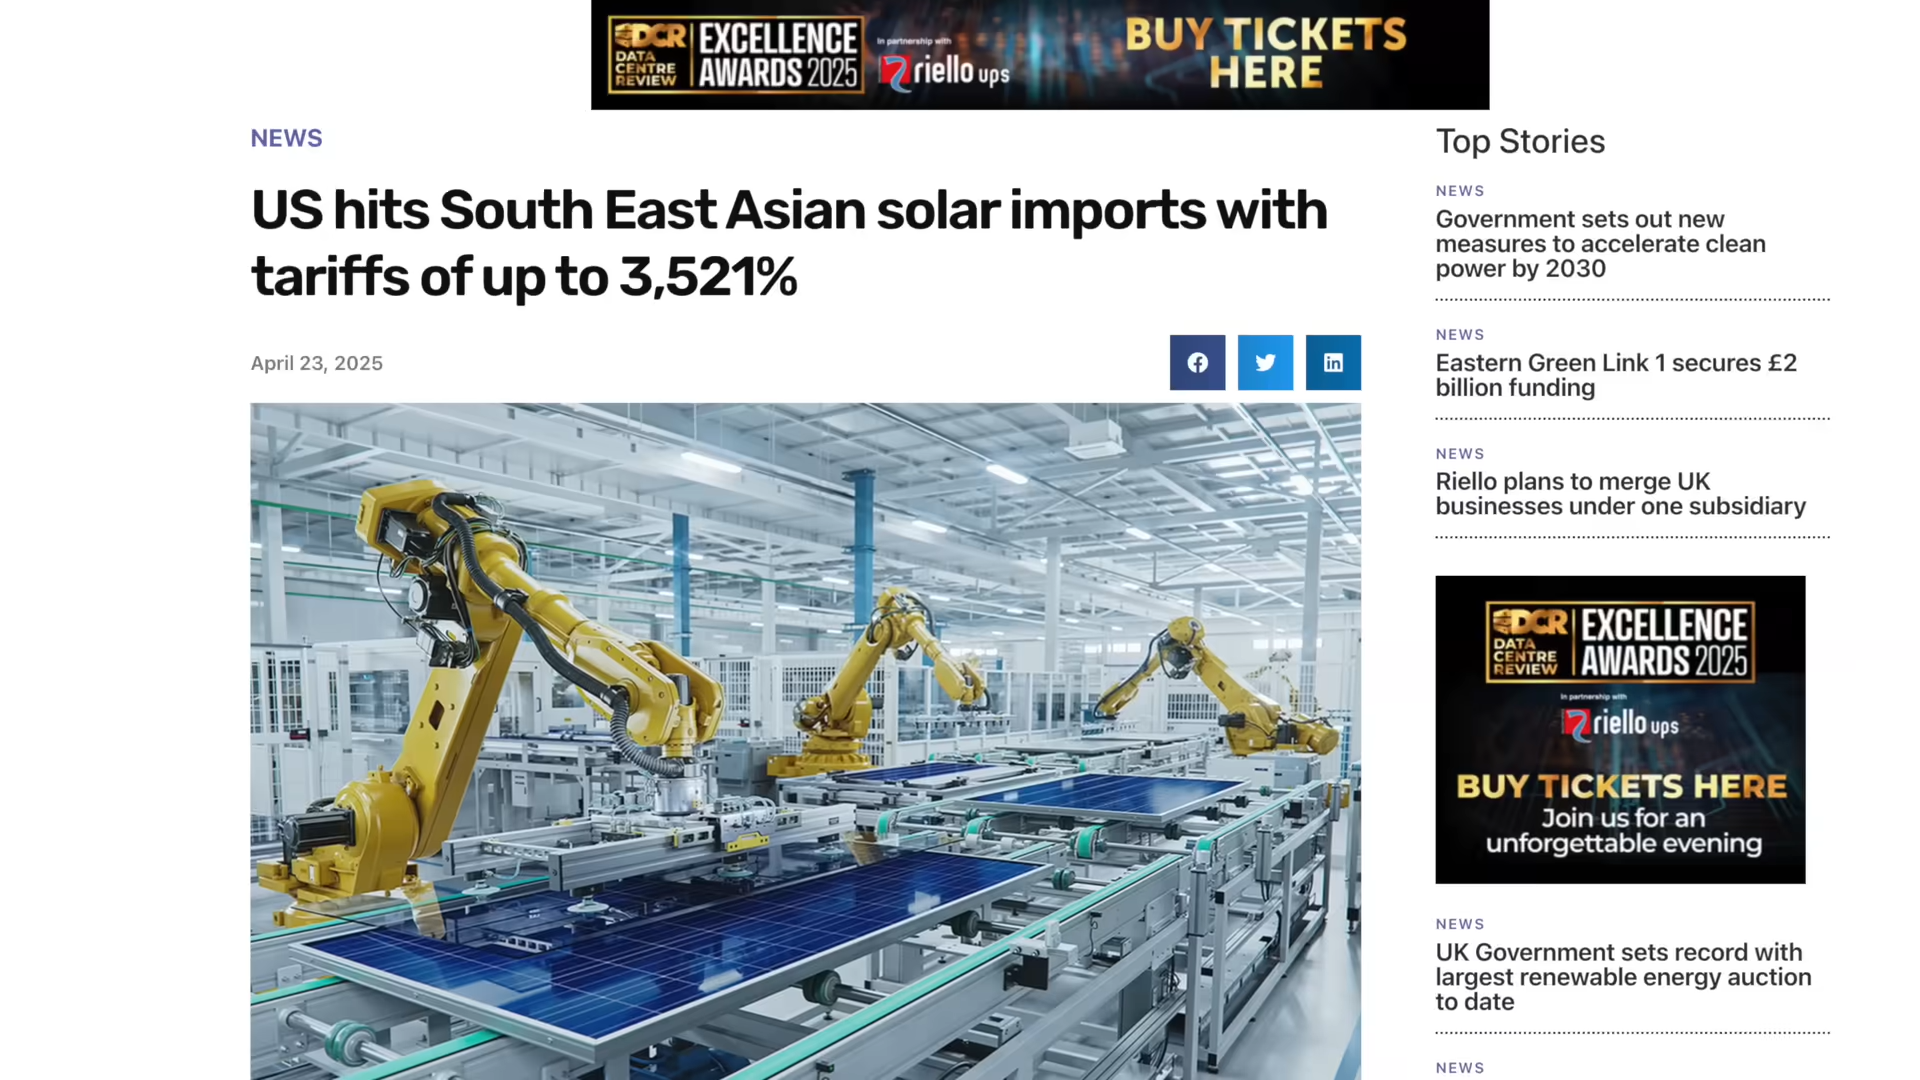 DCR
DATA
CENTRE
REVIEW
EXCELLENCE
AWARDS 2025
In partnership with
riello ups
BUY TICKETS
HERE
NEWS
US hits South East Asian solar imports with
tariffs of up to 3,521%
April 23, 2025
Top Stories
NEWS
Government sets out new
measures to accelerate clean
power by 2030
NEWS
Eastern Green Link 1 secures £2
billion funding
NEWS
Riello plans to merge UK
businesses under one subsidiary
DCR
DATA
CENTRE
REVIEW
EXCELLENCE
AWARDS 2025
In partnership with
riello ups
BUY TICKETS HERE
Join us for an
unforgettable evening
NEWS
UK Government sets record with
largest renewable energy auction
to date
NEWS